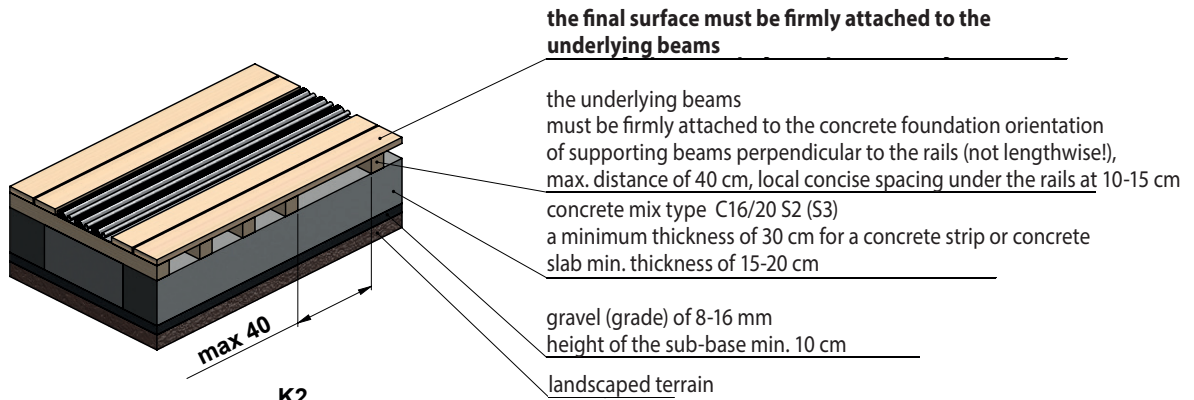 the final surface must be firmly attached to the
underlying beams
the underlying beams
must be firmly attached to the concrete foundation orientation
of supporting beams perpendicular to the rails (not lengthwise!),
max. distance of 40 cm, local concise spacing under the rails at 10-15 cm
concrete mix type C16/20 S2 (S3)
a minimum thickness of 30 cm for a concrete strip or concrete
slab min. thickness of 15-20 cm
gravel (grade) of 8-16 mm
height of the sub-base min. 10 cm
landscaped terrain
max 40
K2